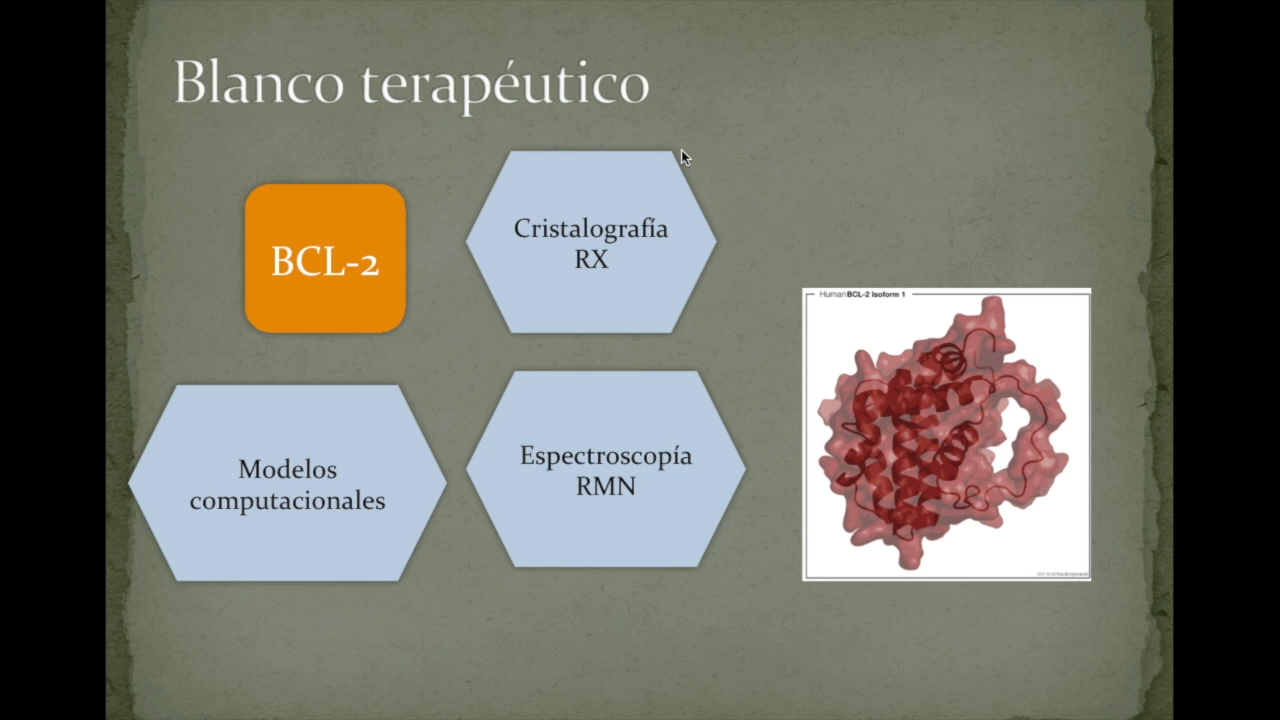 Blanco terapéutico
BCL-2
Cristalografía
RX
Modelos
computacionales
Espectroscopía
RMN
Human BCL-2 Isoform 1